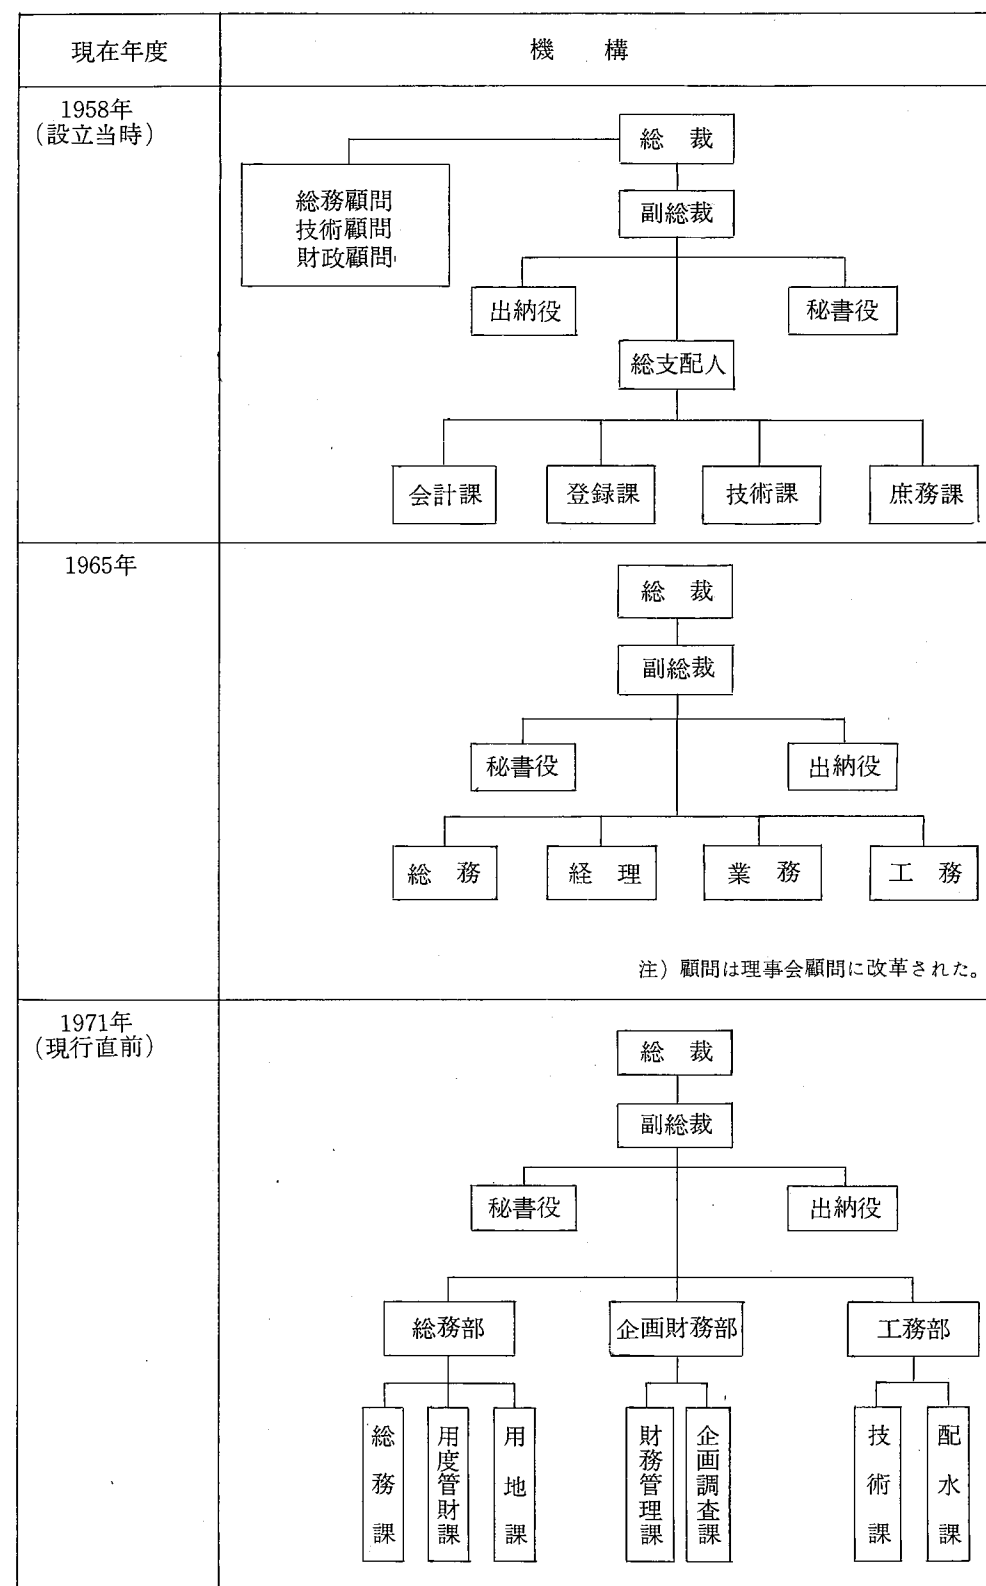 現在年度
機構
1958年
(設立当時)
総裁
総務顧問
技術顧問
財政顧問
副総裁
出納役
秘書役
総支配人
会計課
登録課
技術課
庶務課
1965年
総裁
副総裁
秘書役
出納役
総務
経理
業務
工務
注) 顧問は理事会顧問に改革された。
1971年
(現行直前)
総裁
副総裁
秘書役
出納役
総務部
企画財務部
工務部
総務課
用度管財課
用地課
財務管理課
企画調査課
技術課
配水課